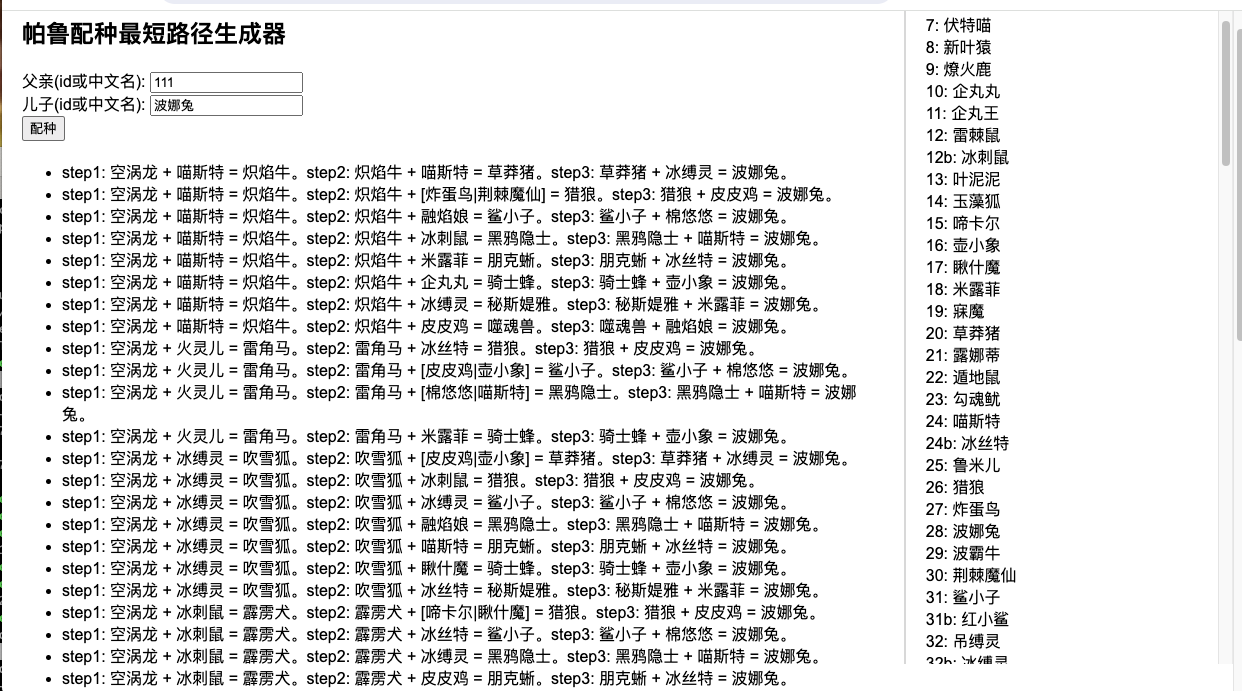 帕鲁配种最短路径生成器
父亲(id或中文名): 111
儿子(id或中文名): 波娜兔
配种
step1: 空涡龙 + 喵斯特 = 炽焰牛。step2: 炽焰牛 + 喵斯特 = 草莽猪。step3: 草莽猪 + 冰缚灵 = 波娜兔。
step1: 空涡龙 + 喵斯特 = 炽焰牛。step2: 炽焰牛 + [炸蛋鸟|荆棘魔仙] = 猎狼。step3: 猎狼 + 皮皮鸡 = 波娜兔。
step1: 空涡龙 + 喵斯特 = 炽焰牛。step2: 炽焰牛 + 融焰娘 = 鲨小子。step3: 鲨小子 + 棉悠悠 = 波娜兔。
step1: 空涡龙 + 喵斯特 = 炽焰牛。step2: 炽焰牛 + 冰刺鼠 = 黑鸦隐士。step3: 黑鸦隐士 + 喵斯特 = 波娜兔。
step1: 空涡龙 + 喵斯特 = 炽焰牛。step2: 炽焰牛 + 米露菲 = 朋克蜥。step3: 朋克蜥 + 冰丝特 = 波娜兔。
step1: 空涡龙 + 喵斯特 = 炽焰牛。step2: 炽焰牛 + 企丸丸 = 骑士蜂。step3: 骑士蜂 + 壶小象 = 波娜兔。
step1: 空涡龙 + 喵斯特 = 炽焰牛。step2: 炽焰牛 + 冰缚灵 = 秘斯媞雅。step3: 秘斯媞雅 + 米露菲 = 波娜兔。
step1: 空涡龙 + 喵斯特 = 炽焰牛。step2: 炽焰牛 + 皮皮鸡 = 噬魂兽。step3: 噬魂兽 + 融焰娘 = 波娜兔。
step1: 空涡龙 + 火灵儿 = 雷角马。step2: 雷角马 + 冰丝特 = 猎狼。step3: 猎狼 + 皮皮鸡 = 波娜兔。
step1: 空涡龙 + 火灵儿 = 雷角马。step2: 雷角马 + [皮皮鸡|壶小象] = 鲨小子。step3: 鲨小子 + 棉悠悠 = 波娜兔。
step1: 空涡龙 + 火灵儿 = 雷角马。step2: 雷角马 + [棉悠悠|喵斯特] = 黑鸦隐士。step3: 黑鸦隐士 + 喵斯特 = 波娜
兔。
step1: 空涡龙 + 火灵儿 = 雷角马。step2: 雷角马 + 米露菲 = 骑士蜂。step3: 骑士蜂 + 壶小象 = 波娜兔。
step1: 空涡龙 + 冰缚灵 = 吹雪狐。step2: 吹雪狐 + [皮皮鸡|壶小象] = 草莽猪。step3: 草莽猪 + 冰缚灵 = 波娜兔。
step1: 空涡龙 + 冰缚灵 = 吹雪狐。step2: 吹雪狐 + 冰刺鼠 = 猎狼。step3: 猎狼 + 皮皮鸡 = 波娜兔。
step1: 空涡龙 + 冰缚灵 = 吹雪狐。step2: 吹雪狐 + 冰缚灵 = 鲨小子。step3: 鲨小子 + 棉悠悠 = 波娜兔。
step1: 空涡龙 + 冰缚灵 = 吹雪狐。step2: 吹雪狐 + 融焰娘 = 黑鸦隐士。step3: 黑鸦隐士 + 喵斯特 = 波娜兔。
step1: 空涡龙 + 冰缚灵 = 吹雪狐。step2: 吹雪狐 + 喵斯特 = 朋克蜥。step3: 朋克蜥 + 冰丝特 = 波娜兔。
step1: 空涡龙 + 冰缚灵 = 吹雪狐。step2: 吹雪狐 + 瞅什魔 = 骑士蜂。step3: 骑士蜂 + 壶小象 = 波娜兔。
step1: 空涡龙 + 冰缚灵 = 吹雪狐。step2: 吹雪狐 + 冰丝特 = 秘斯媞雅。step3: 秘斯媞雅 + 米露菲 = 波娜兔。
step1: 空涡龙 + 冰刺鼠 = 霹雳犬。step2: 霹雳犬 + [啼卡尔|瞅什魔] = 猎狼。step3: 猎狼 + 皮皮鸡 = 波娜兔。
step1: 空涡龙 + 冰刺鼠 = 霹雳犬。step2: 霹雳犬 + 冰丝特 = 鲨小子。step3: 鲨小子 + 棉悠悠 = 波娜兔。
step1: 空涡龙 + 冰刺鼠 = 霹雳犬。step2: 霹雳犬 + 冰缚灵 = 黑鸦隐士。step3: 黑鸦隐士 + 喵斯特 = 波娜兔。
step1: 空涡龙 + 冰刺鼠 = 霹雳犬。step2: 霹雳犬 + 皮皮鸡 = 朋克蜥。step3: 朋克蜥 + 冰丝特 = 波娜兔。
7: 伏特喵
8: 新叶猿
9: 燎火鹿
10: 企丸丸
11: 企丸王
12: 雷棘鼠
12b: 冰刺鼠
13: 叶泥泥
14: 玉藻狐
15: 啼卡尔
16: 壶小象
17: 瞅什魔
18: 米露菲
19: 寐魔
20: 草莽猪
21: 露娜蒂
22: 遁地鼠
23: 勾魂鱿
24: 喵斯特
24b: 冰丝特
25: 鲁米儿
26: 猎狼
27: 炸蛋鸟
28: 波娜兔
29: 波霸牛
30: 荆棘魔仙
31: 鲨小子
31b: 红小鲨
32: 吊缚灵
32b: 冰缚灵